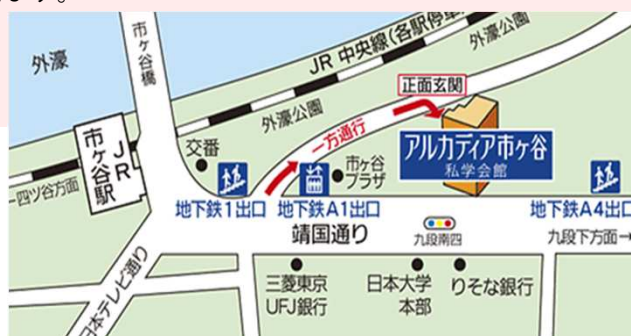 外濠
市ヶ谷橋
JR 中央線(各駅停車)
外濠公園
正面玄関
外濠公園
一方通行
アルカディア市ヶ谷
私学会館
交番
市ヶ谷
プラザ
JR
市ヶ谷駅
四ツ谷方面
地下鉄1出口
地下鉄A1出口
地下鉄A4出口
靖国通り
九段南四
九段下方面→
日本テレビ通り
三菱東京
UFJ銀行
日本大学
本部
りそな銀行